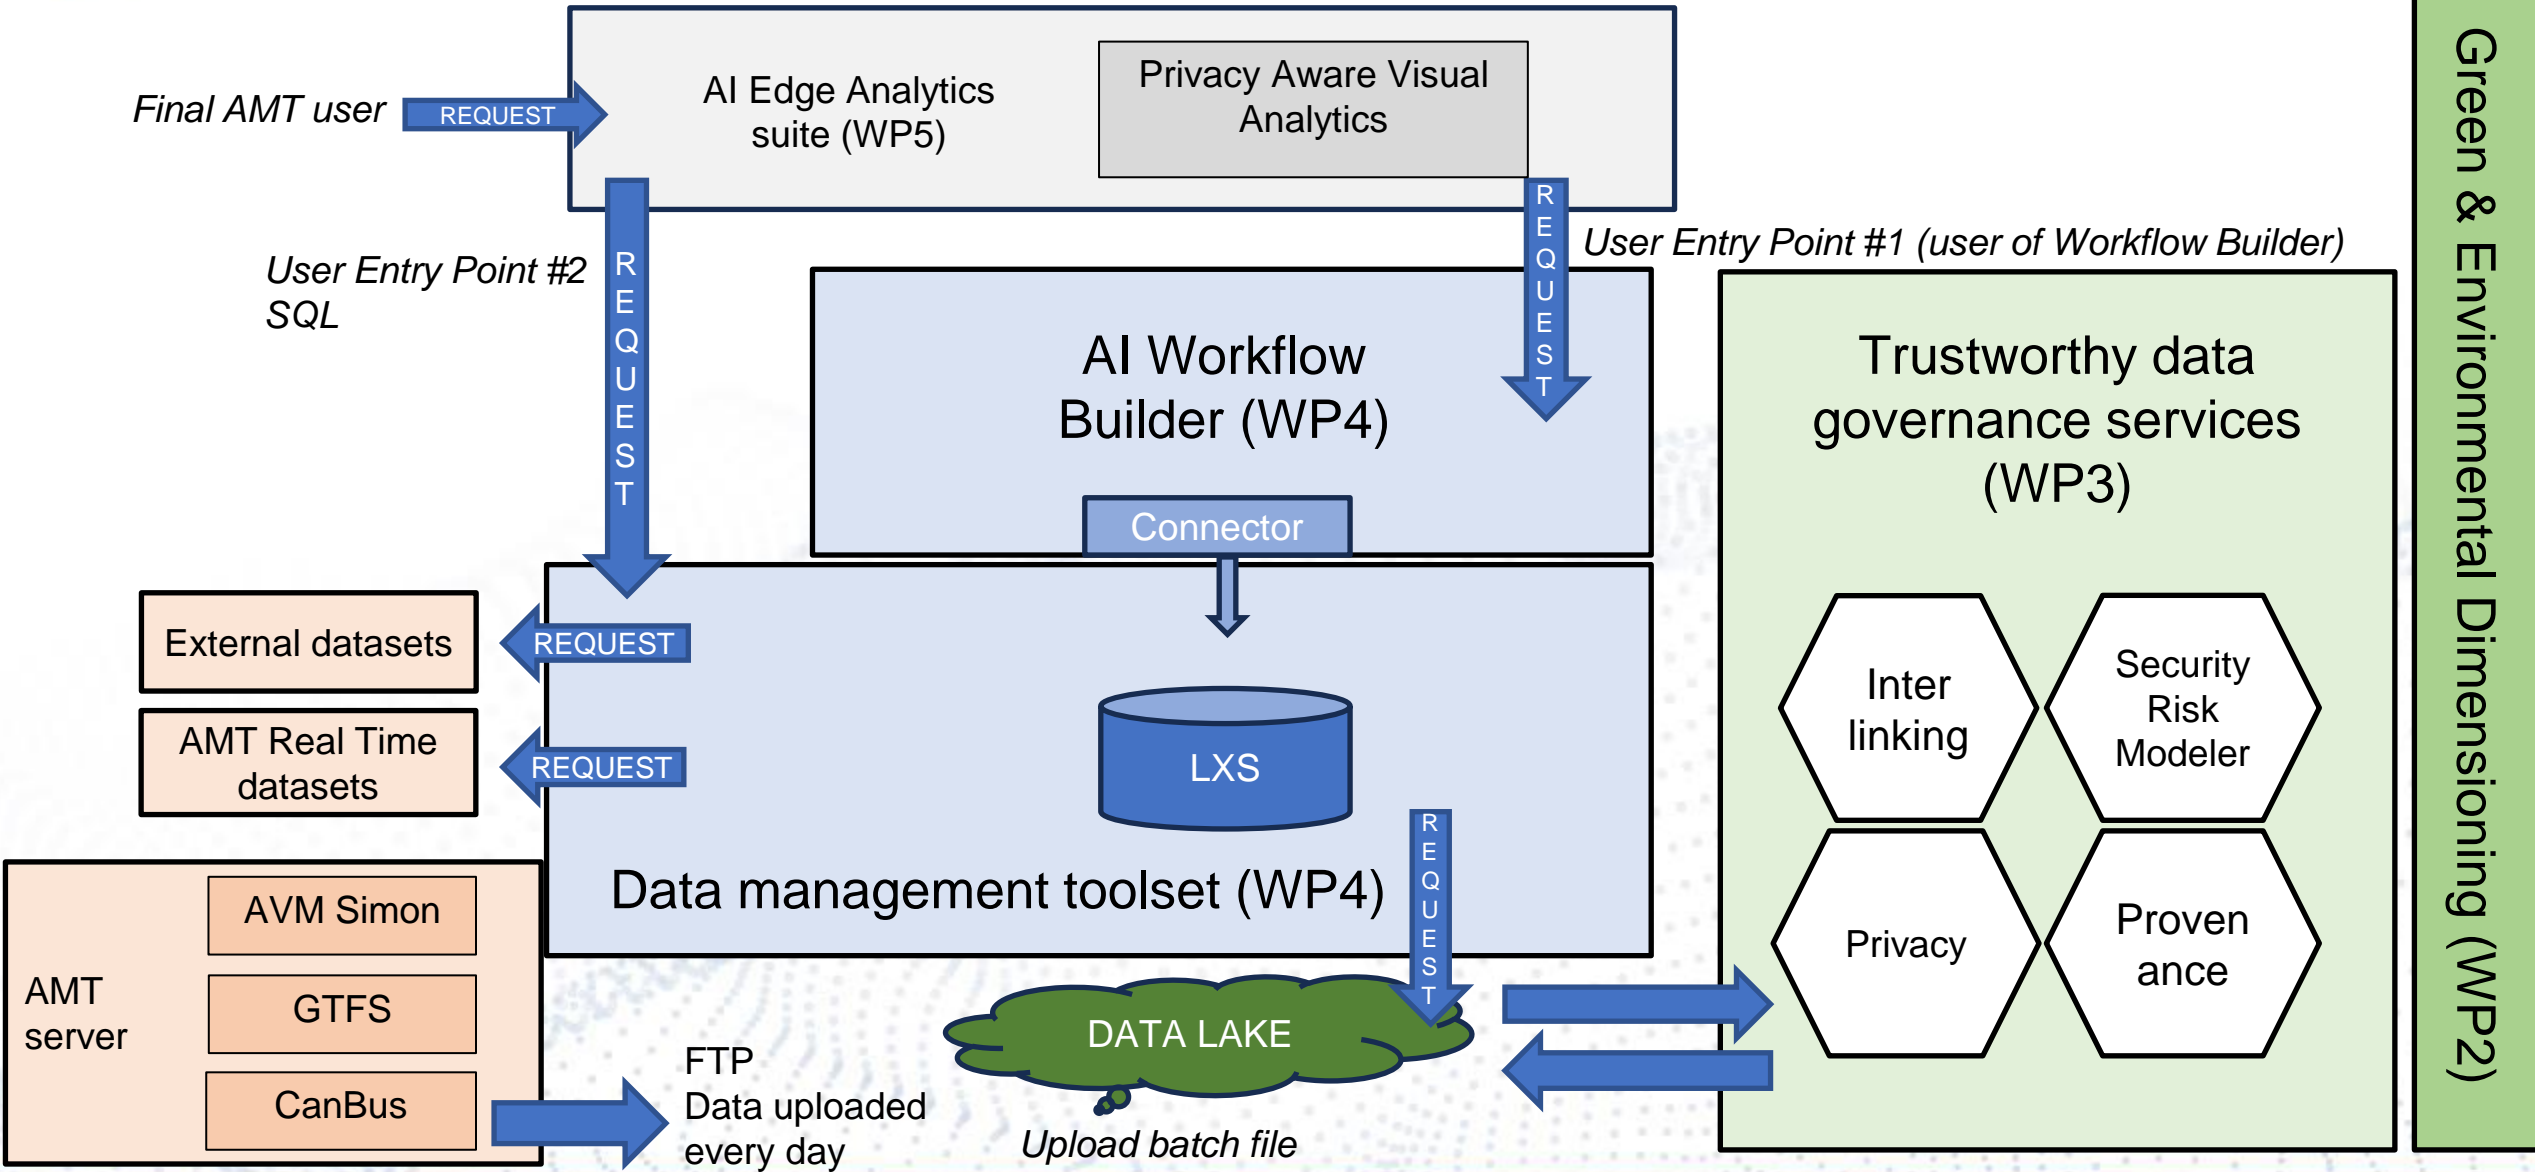 Final AMT user
REQUEST
AI Edge Analytics
suite (WP5)
Privacy Aware Visual
Analytics
User Entry Point #2
SQL
REQUEST
REQUEST
User Entry Point #1 (user of Workflow Builder)
AI Workflow
Builder (WP4)
Connector
Trustworthy data
governance services
(WP3)
Inter
linking
Security
Risk
Modeler
Privacy
Proven
ance
Green & Environmental Dimensioning (WP2)
External datasets
REQUEST
AMT Real Time
datasets
REQUEST
LXS
Data management toolset (WP4)
REQUEST
AMT
server
AVM Simon
GTFS
CanBus
FTP
Data uploaded
every day
DATA LAKE
Upload batch file